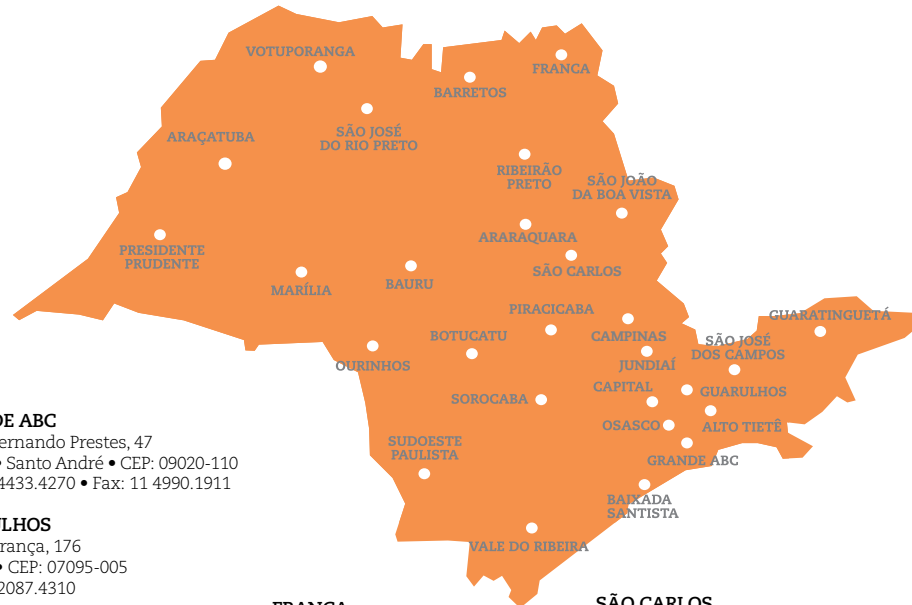 VOTUPORANGA
FRANCA
BARRETOS
SÃO JOSÉ
DO RIO PRETO
ARAÇATUBA
RIBEIRÃO
PRETO
SÃO JOÃO
DA BOA VISTA
ARARAQUARA
PRESIDENTE
PRUDENTE
SÃO CARLOS
BAURU
MARÍLIA
PIRACICABA
GUARATINGUETÁ
BOTUCATU
CAMPINAS
SÃO JOSÉ
DOS CAMPOS
OURINHOS
JUNDIAÍ
CAPITAL
GUARULHOS
SOROCABA
OSASCO
ALTO TIETÊ
SUDOESTE
PAULISTA
GRANDE ABC
BAIXADA
SANTISTA
VALE DO RIBEIRA
DE ABC
ernando Prestes, 47
• Santo André • CEP: 09020-110
4433.4270 • Fax: 11 4990.1911
LHOS
rança, 176
• CEP: 07095-005
2087.4310
FRANCA
SÃO CARLOS